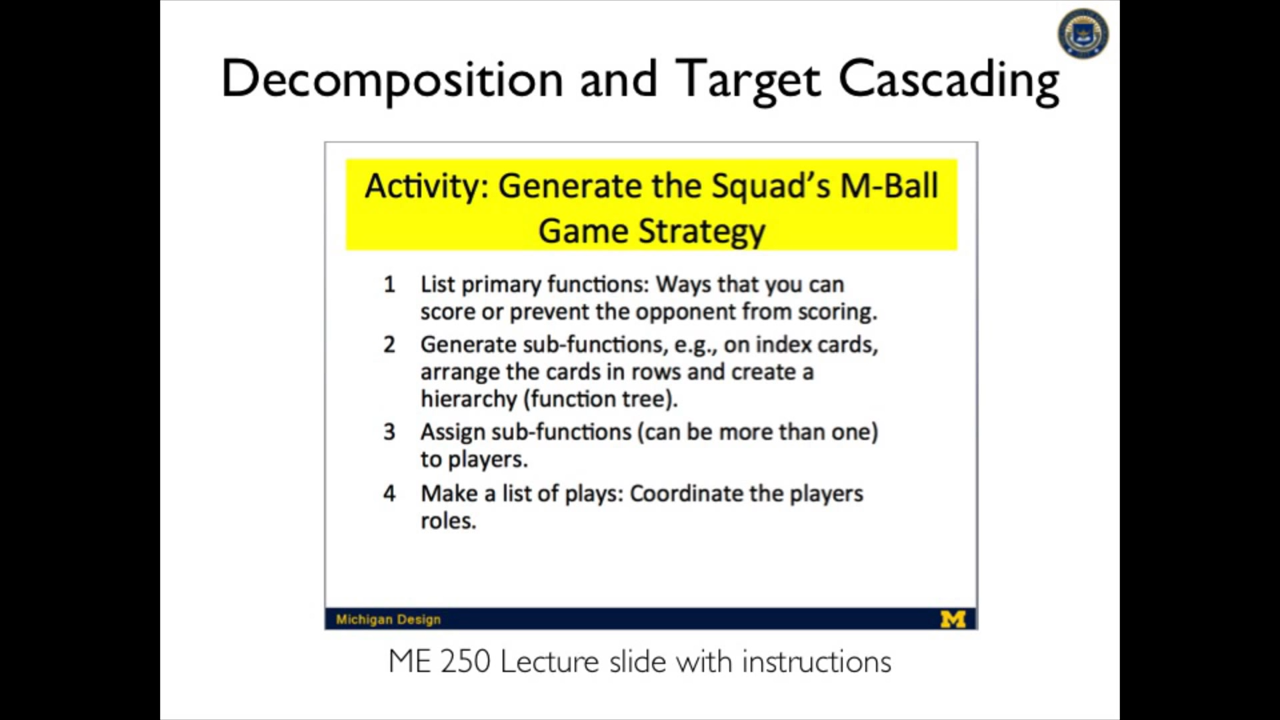 Decomposition and Target Cascading
Activity: Generate the Squad’s M-Ball
Game Strategy
1 List primary functions: Ways that you can
score or prevent the opponent from scoring.
2 Generate sub-functions, e.g., on index cards,
arrange the cards in rows and create a
hierarchy (function tree).
3 Assign sub-functions (can be more than one)
to players.
4 Make a list of plays: Coordinate the players
roles.
Michigan Design
M
ME 250 Lecture slide with instructions